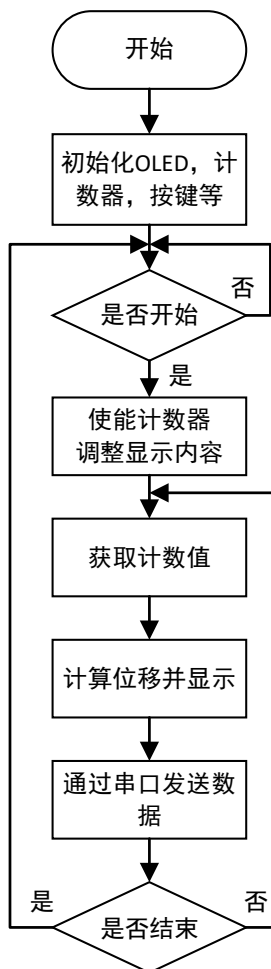 开始
初始化OLED，计
数器，按键等
是否开始
否
是
使能计数器
调整显示内容
获取计数值
计算位移并显示
通过串口发送数
据
是
是否结束
否